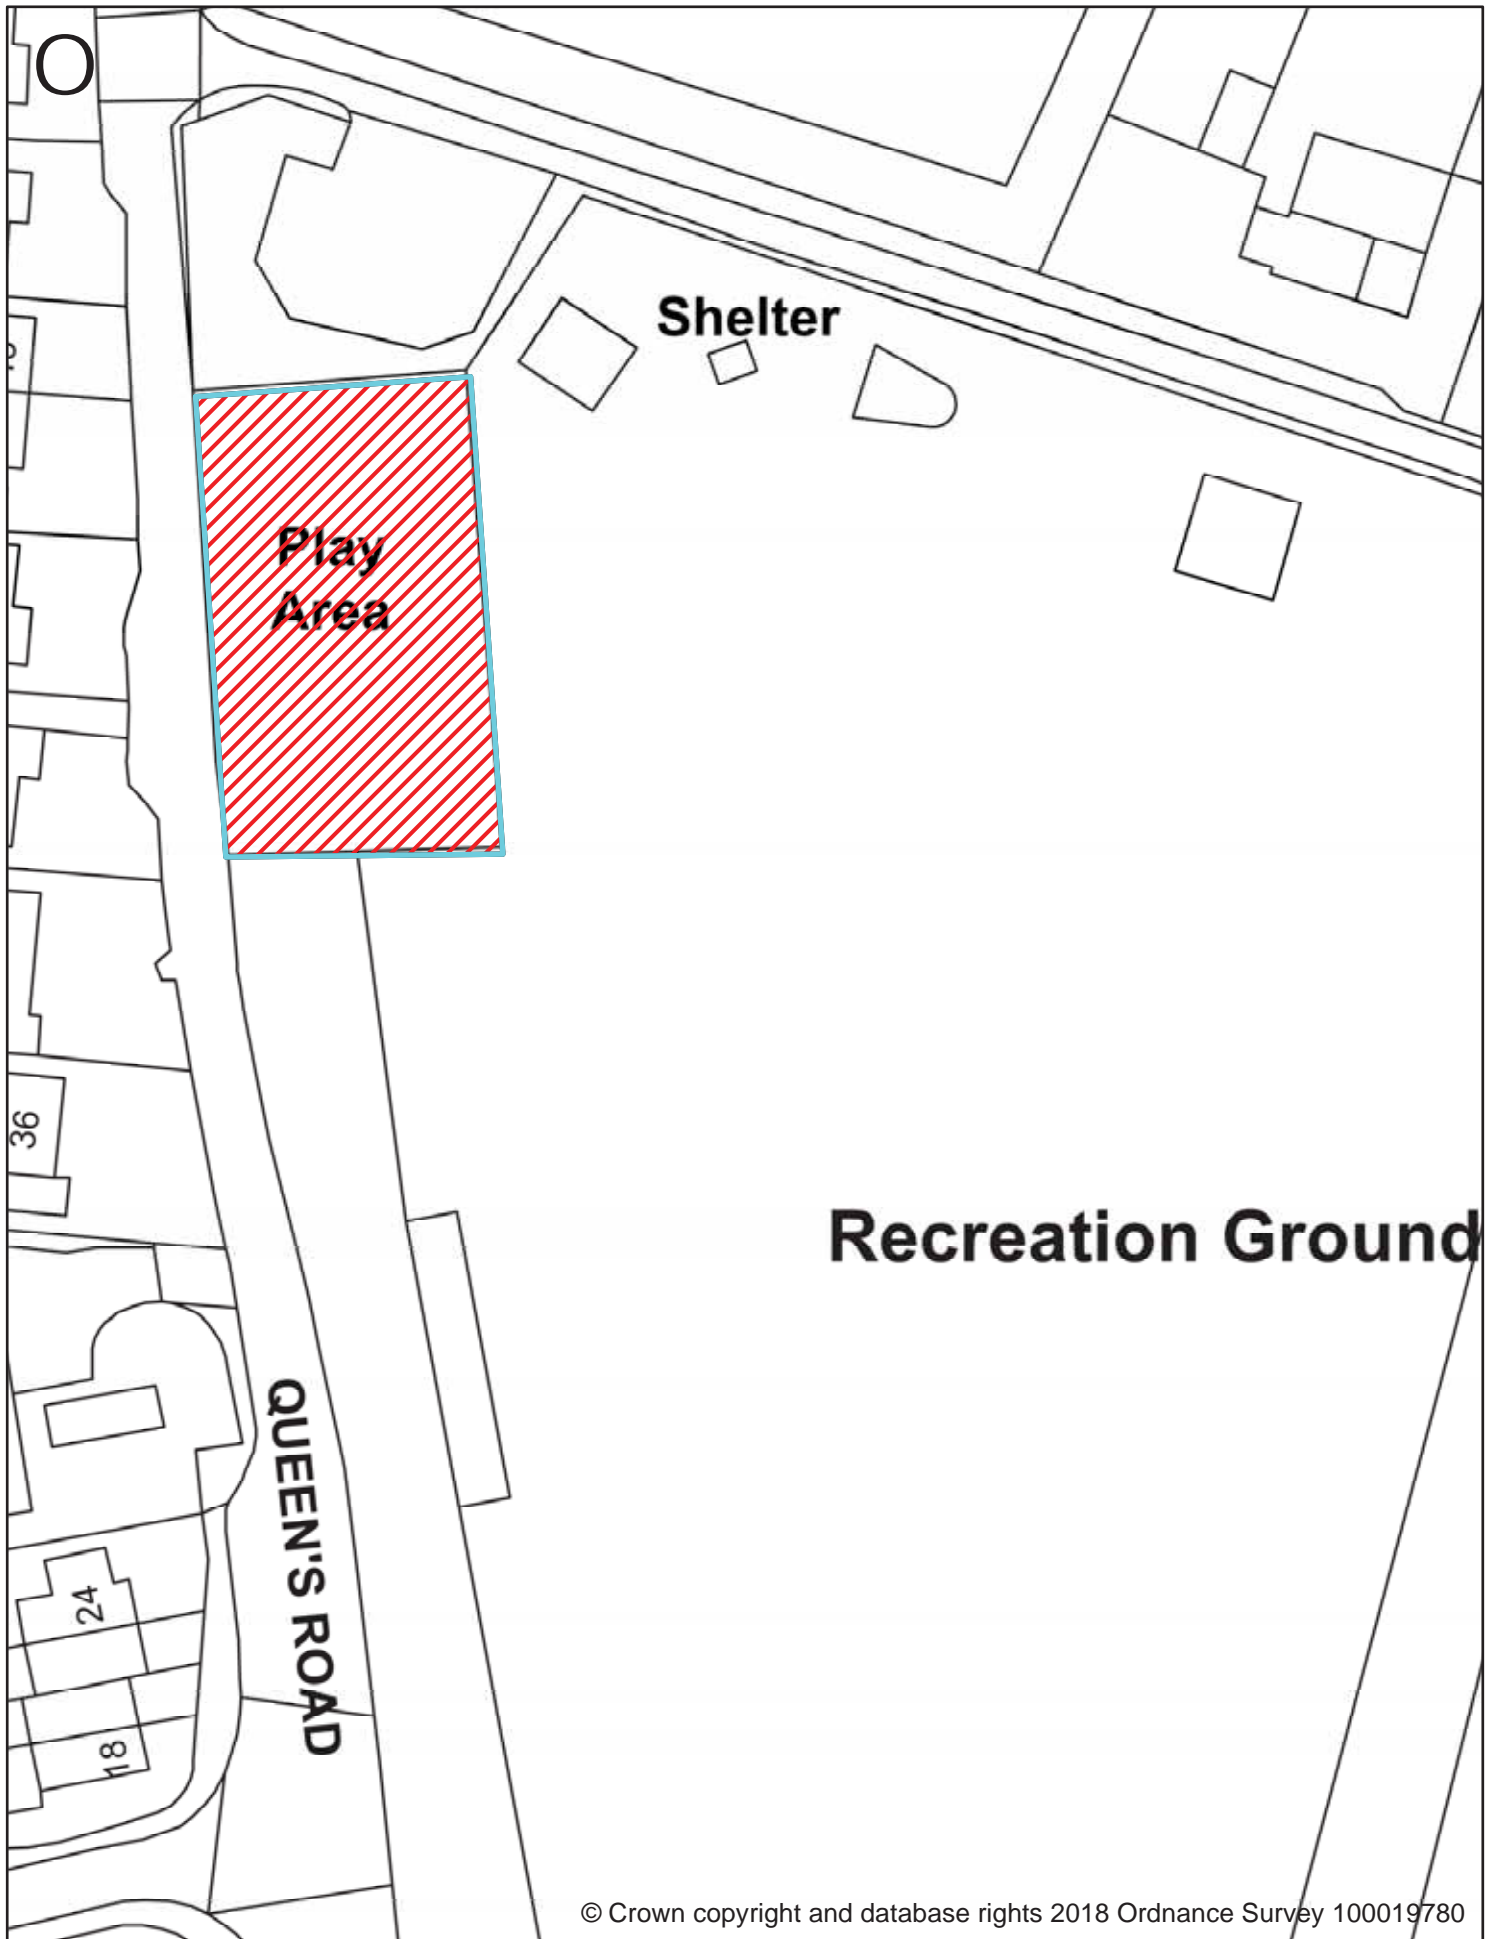 O
Shelter
Play
Area
36
Recreation Ground
QUEEN'S ROAD
24
18
© Crown copyright and database rights 2018 Ordnance Survey 100019780